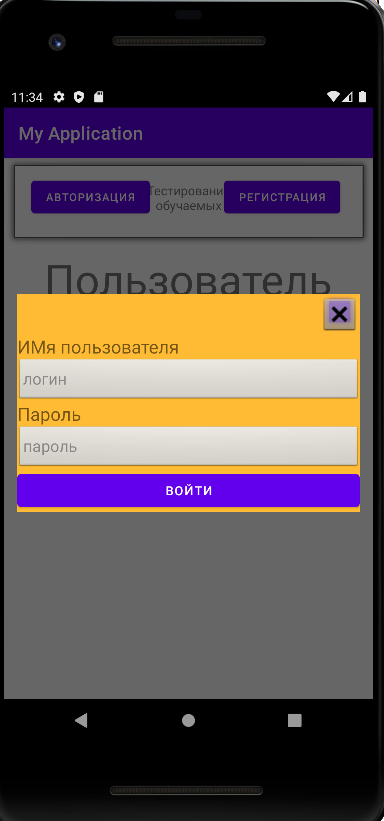 11:34
My Application
АВТОРИЗАЦИЯ
Тестировани
обучаемых
РЕГИСТРАЦИЯ
Пользователь
ИМя пользователя
логин
Пароль
пароль
ВОЙТИ